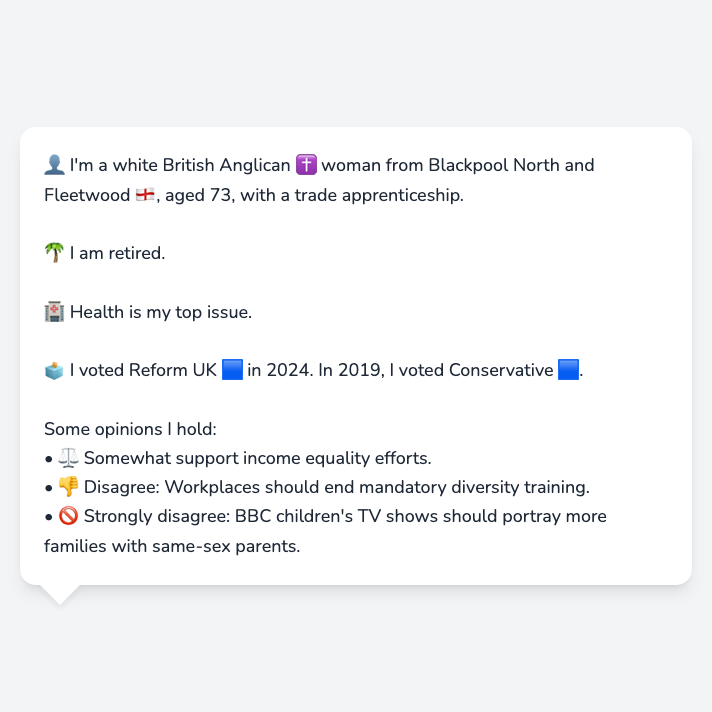 👤 I'm a white British Anglican ✝️ woman from Blackpool North and
Fleetwood 🏴󠁧󠁢󠁥󠁮󠁧󠁿, aged 73, with a trade apprenticeship.
🌴 I am retired.
🏥 Health is my top issue.
🗳️ I voted Reform UK 🟦 in 2024. In 2019, I voted Conservative 🟦.
Some opinions I hold:
• ⚖️ Somewhat support income equality efforts.
• 👎 Disagree: Workplaces should end mandatory diversity training.
• 🚫 Strongly disagree: BBC children's TV shows should portray more
families with same-sex parents.